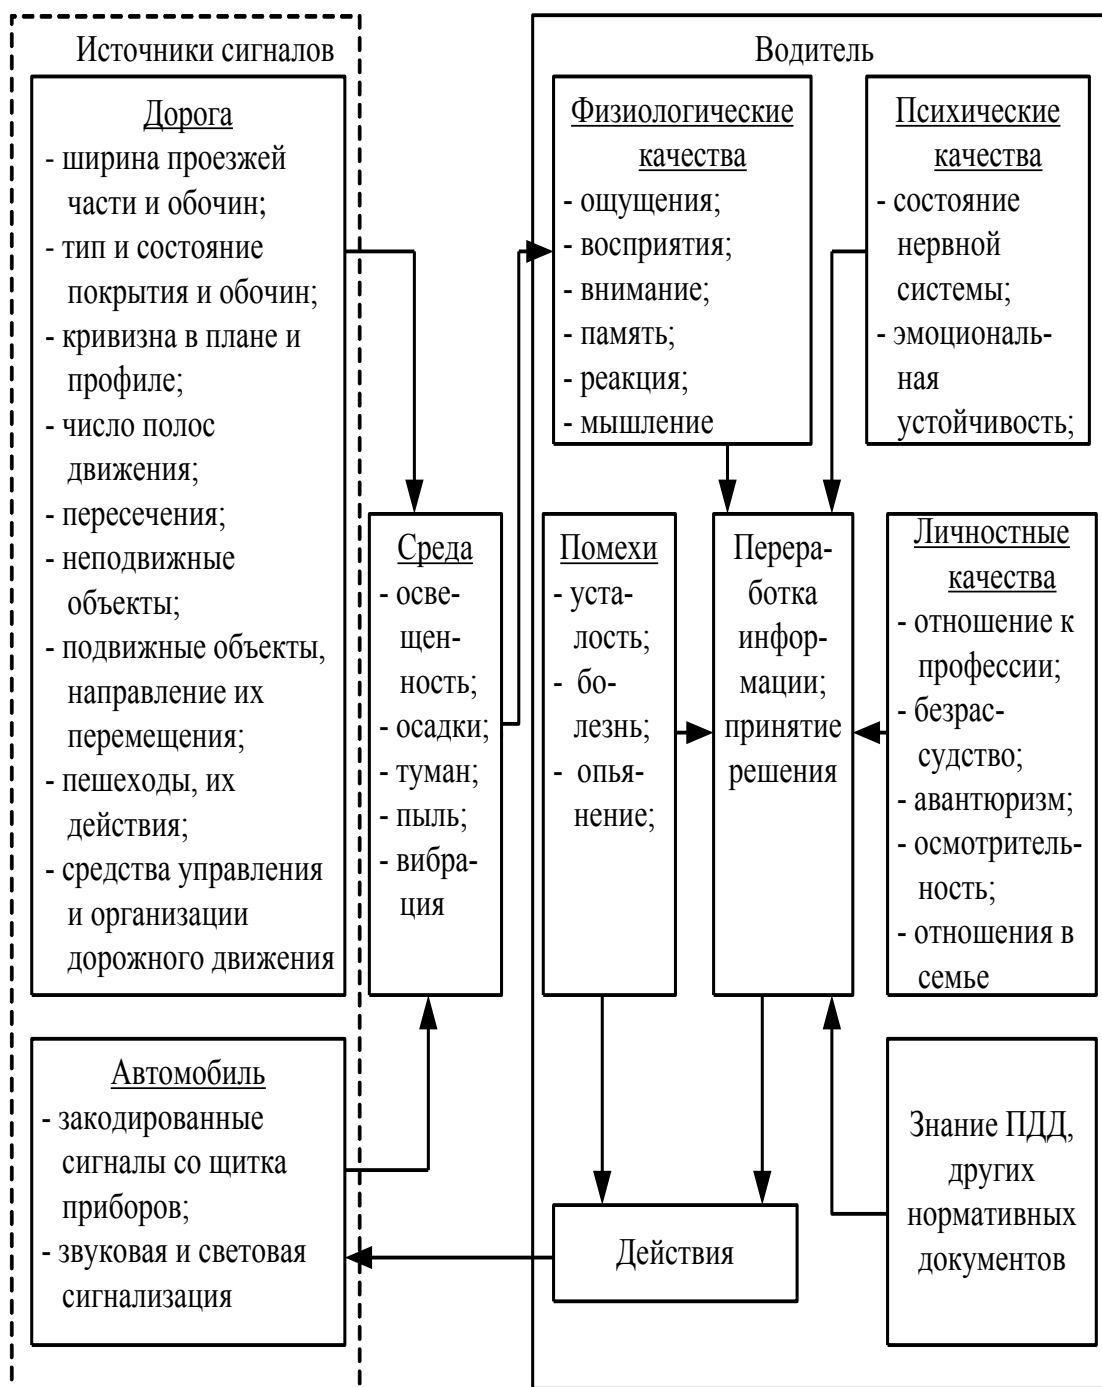 Источники сигналов
Дорога
- ширина проезжей
части и обочин;
- тип и состояние
покрытия и обочин;
- кривизна в плане и
профиле;
- число полос
движения;
- пересечения;
- неподвижные
объекты;
- подвижные объекты,
направление их
перемещения;
- пешеходы, их
действия;
- средства управления
и организации
дорожного движения
Автомобиль
- закодированные
сигналы со щитка
приборов;
- звуковая и световая
сигнализация
Среда
- осве-
щен-
ность;
- осадки;
- туман;
- пыль;
- вибра-
ция
Водитель
Физиологические
качества
- ощущения;
- восприятия;
- внимание;
- память;
- реакция;
- мышление
Психические
качества
- состояние
нервной
системы;
- эмоциональ-
ная
устойчивость;
Помехи
- уста-
лость;
- бо-
лезнь;
- опья-
нение;
Перера-
ботка
инфор-
мации;
принятие
решения
Личностные
качества
- отношение к
профессии;
- безрас-
судство;
- авантюризм;
- осмотритель-
ность;
- отношения в
семье
Действия
Знание ПДД,
других
нормативных
документов